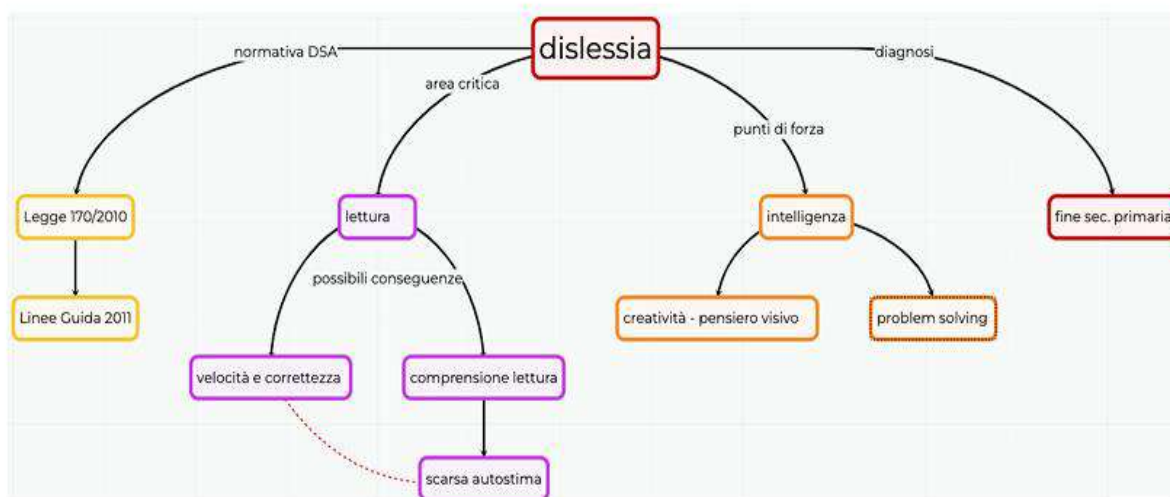 dislessia
normativa DSA
diagnosi
area critica
punti di forza
Legge 170/2010
lettura
intelligenza
fine sec. primaria
possibili conseguenze
Linee Guida 2011
creatività - pensiero visivo
problem solving
velocità e correttezza
comprensione lettura
scarsa autostima